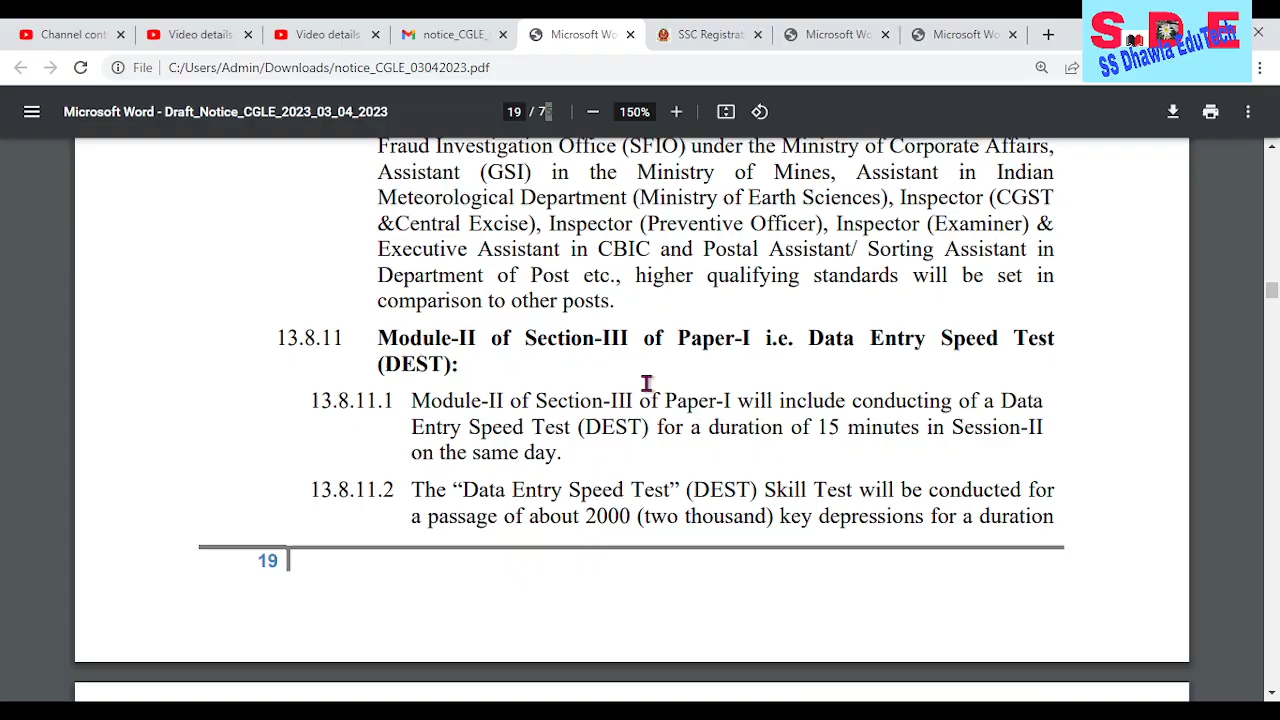 Channel cont
Video details
Video details
notice_CGLE_
Microsoft Wo
SSC Registrat
Microsoft Wo
Microsoft Wo
S D E
SS Dhawla EduTech
File
C:/Users/Admin/Downloads/notice_CGLE_03042023.pdf
Microsoft Word - Draft_Notice_CGLE_2023_03_04_2023
19 / 76
150%
Fraud Investigation Office (SFIO) under the Ministry of Corporate Affairs,
Assistant (GSI) in the Ministry of Mines, Assistant in Indian
Meteorological Department (Ministry of Earth Sciences), Inspector (CGST
&Central Excise), Inspector (Preventive Officer), Inspector (Examiner) &
Executive Assistant in CBIC and Postal Assistant/ Sorting Assistant in
Department of Post etc., higher qualifying standards will be set in
comparison to other posts.
13.8.11 Module-II of Section-III of Paper-I i.e. Data Entry Speed Test
(DEST):
13.8.11.1 Module-II of Section-III of Paper-I will include conducting of a Data
Entry Speed Test (DEST) for a duration of 15 minutes in Session-II
on the same day.
13.8.11.2 The “Data Entry Speed Test” (DEST) Skill Test will be conducted for
a passage of about 2000 (two thousand) key depressions for a duration
19